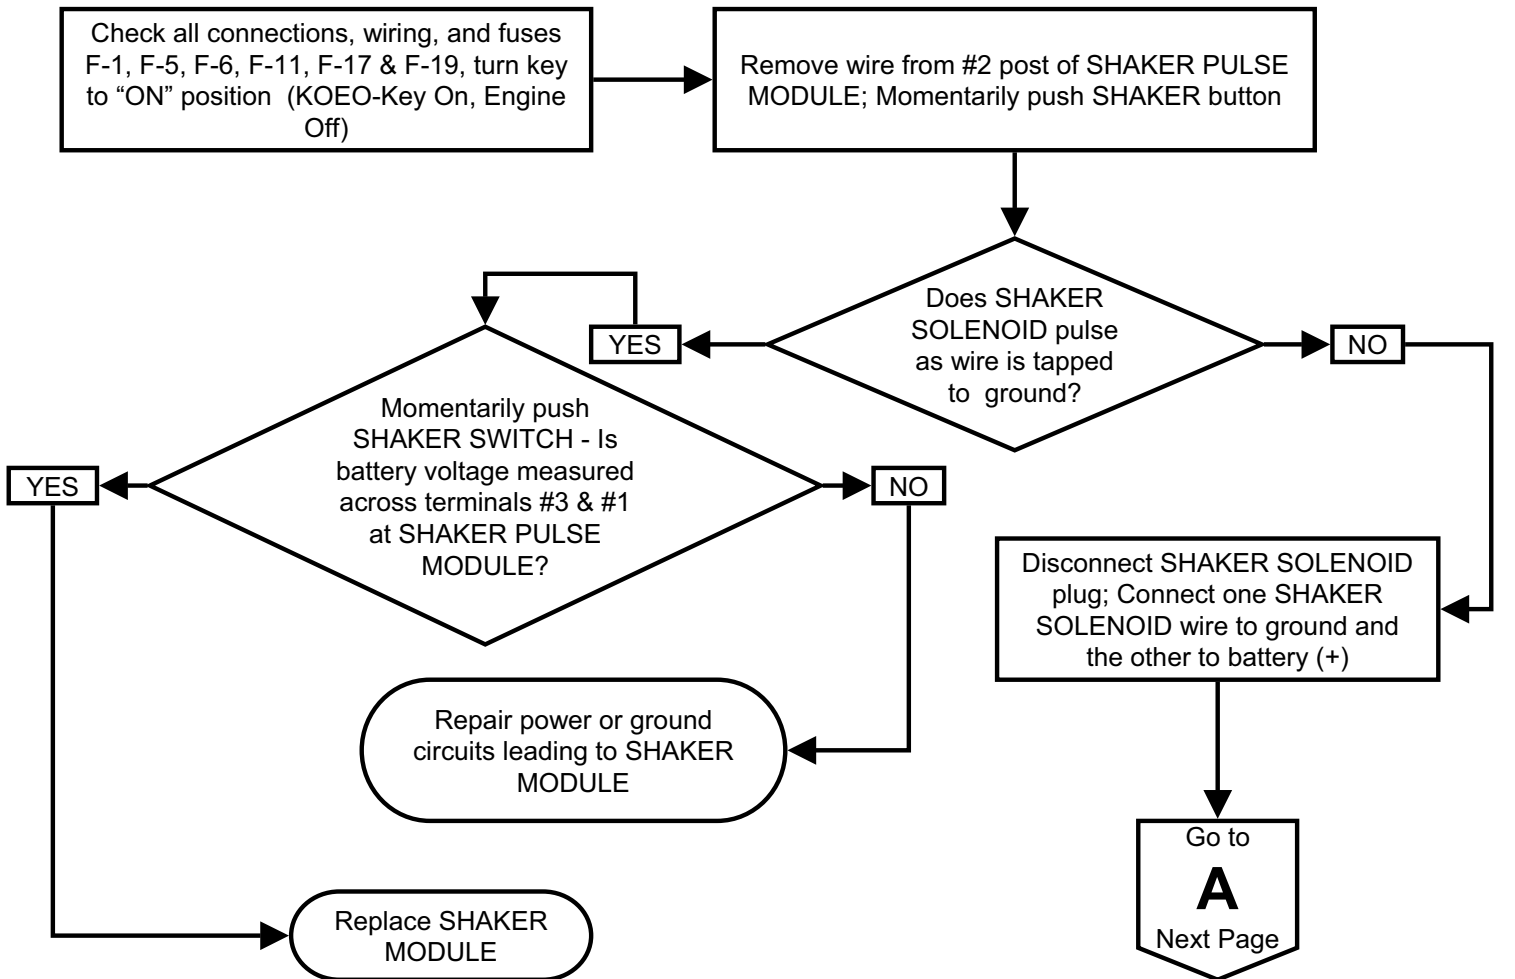 Check all connections, wiring, and fuses
F-1, F-5, F-6, F-11, F-17 & F-19, turn key
to “ON” position (KOEO-Key On, Engine
Off)
Remove wire from #2 post of SHAKER PULSE
MODULE; Momentarily push SHAKER button
Does SHAKER
SOLENOID pulse
as wire is tapped
to ground?
YES
NO
Momentarily push
SHAKER SWITCH - Is
battery voltage measured
across terminals #3 & #1
at SHAKER PULSE
MODULE?
YES
NO
Disconnect SHAKER SOLENOID
plug; Connect one SHAKER
SOLENOID wire to ground and
the other to battery (+)
Repair power or ground
circuits leading to SHAKER
MODULE
Go to
A
Next Page
Replace SHAKER
MODULE